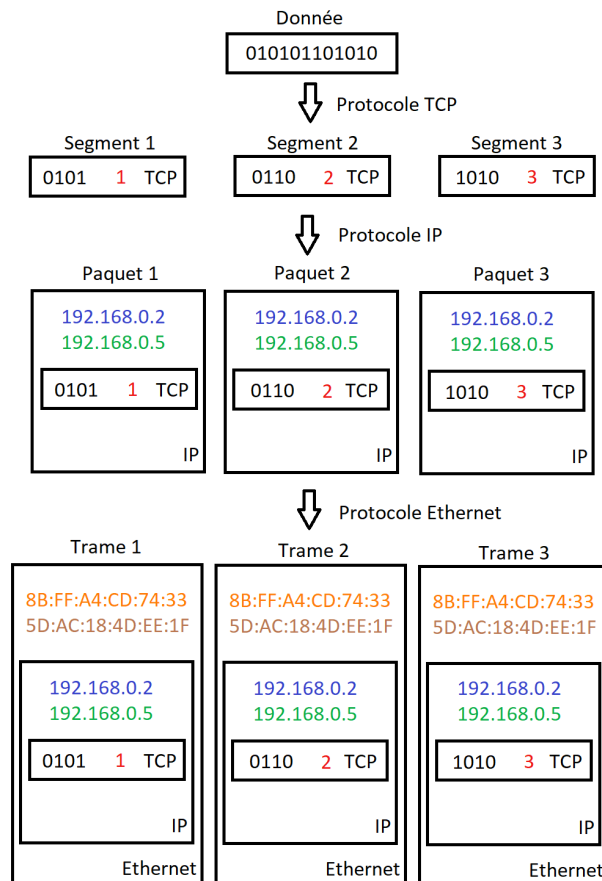 Donnée
010101101010
Protocole TCP
Segment 1 Segment 2 Segment 3
0101 1 TCP 0110 2 TCP 1010 3 TCP
Protocole IP
Paquet 1 Paquet 2 Paquet 3
192.168.0.2 192.168.0.2 192.168.0.2
192.168.0.5 192.168.0.5 192.168.0.5
0101 1 TCP 0110 2 TCP 1010 3 TCP
IP IP IP
Protocole Ethernet
Trame 1 Trame 2 Trame 3
8B:FF:A4:CD:74:33 8B:FF:A4:CD:74:33 8B:FF:A4:CD:74:33
5D:AC:18:4D:EE:1F 5D:AC:18:4D:EE:1F 5D:AC:18:4D:EE:1F
192.168.0.2 192.168.0.2 192.168.0.2
192.168.0.5 192.168.0.5 192.168.0.5
0101 1 TCP 0110 2 TCP 1010 3 TCP
IP IP IP
Ethernet Ethernet Ethernet